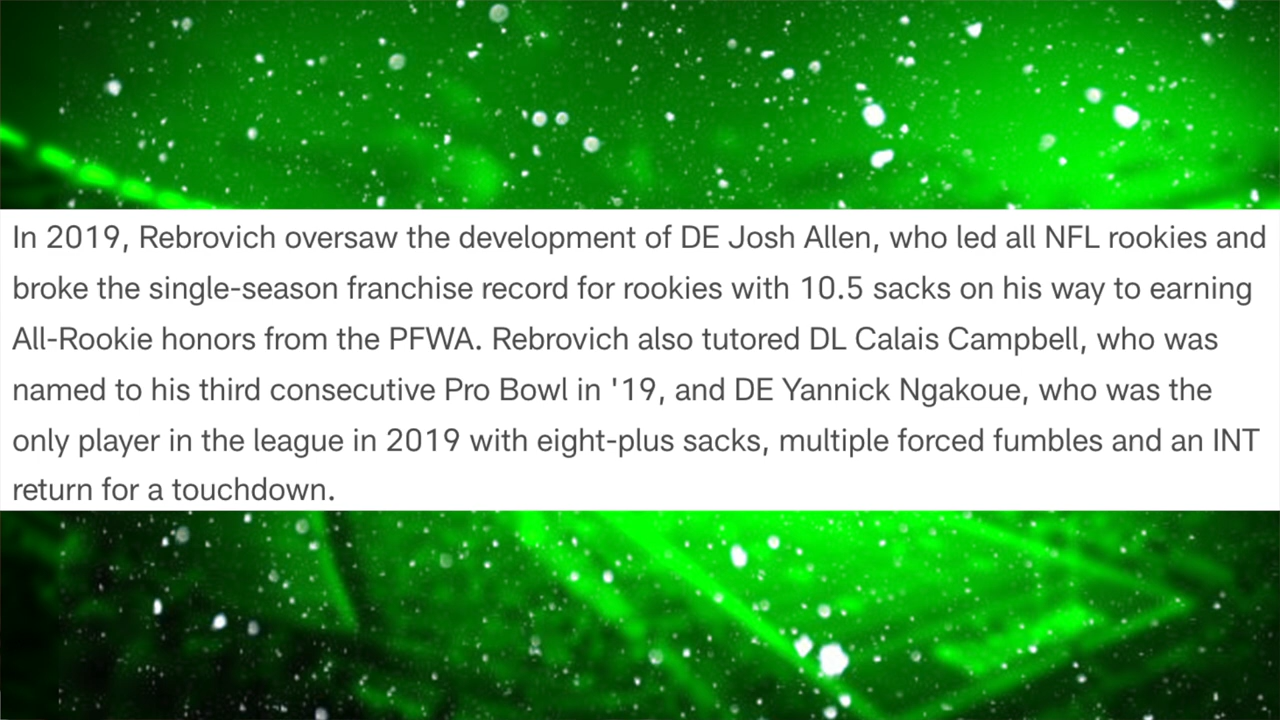 In 2019, Rebrovich oversaw the development of DE Josh Allen, who led all NFL rookies and
broke the single-season franchise record for rookies with 10.5 sacks on his way to earning
All-Rookie honors from the PFWA. Rebrovich also tutored DL Calais Campbell, who was
named to his third consecutive Pro Bowl in '19, and DE Yannick Ngakoue, who was the
only player in the league in 2019 with eight-plus sacks, multiple forced fumbles and an INT
return for a touchdown.